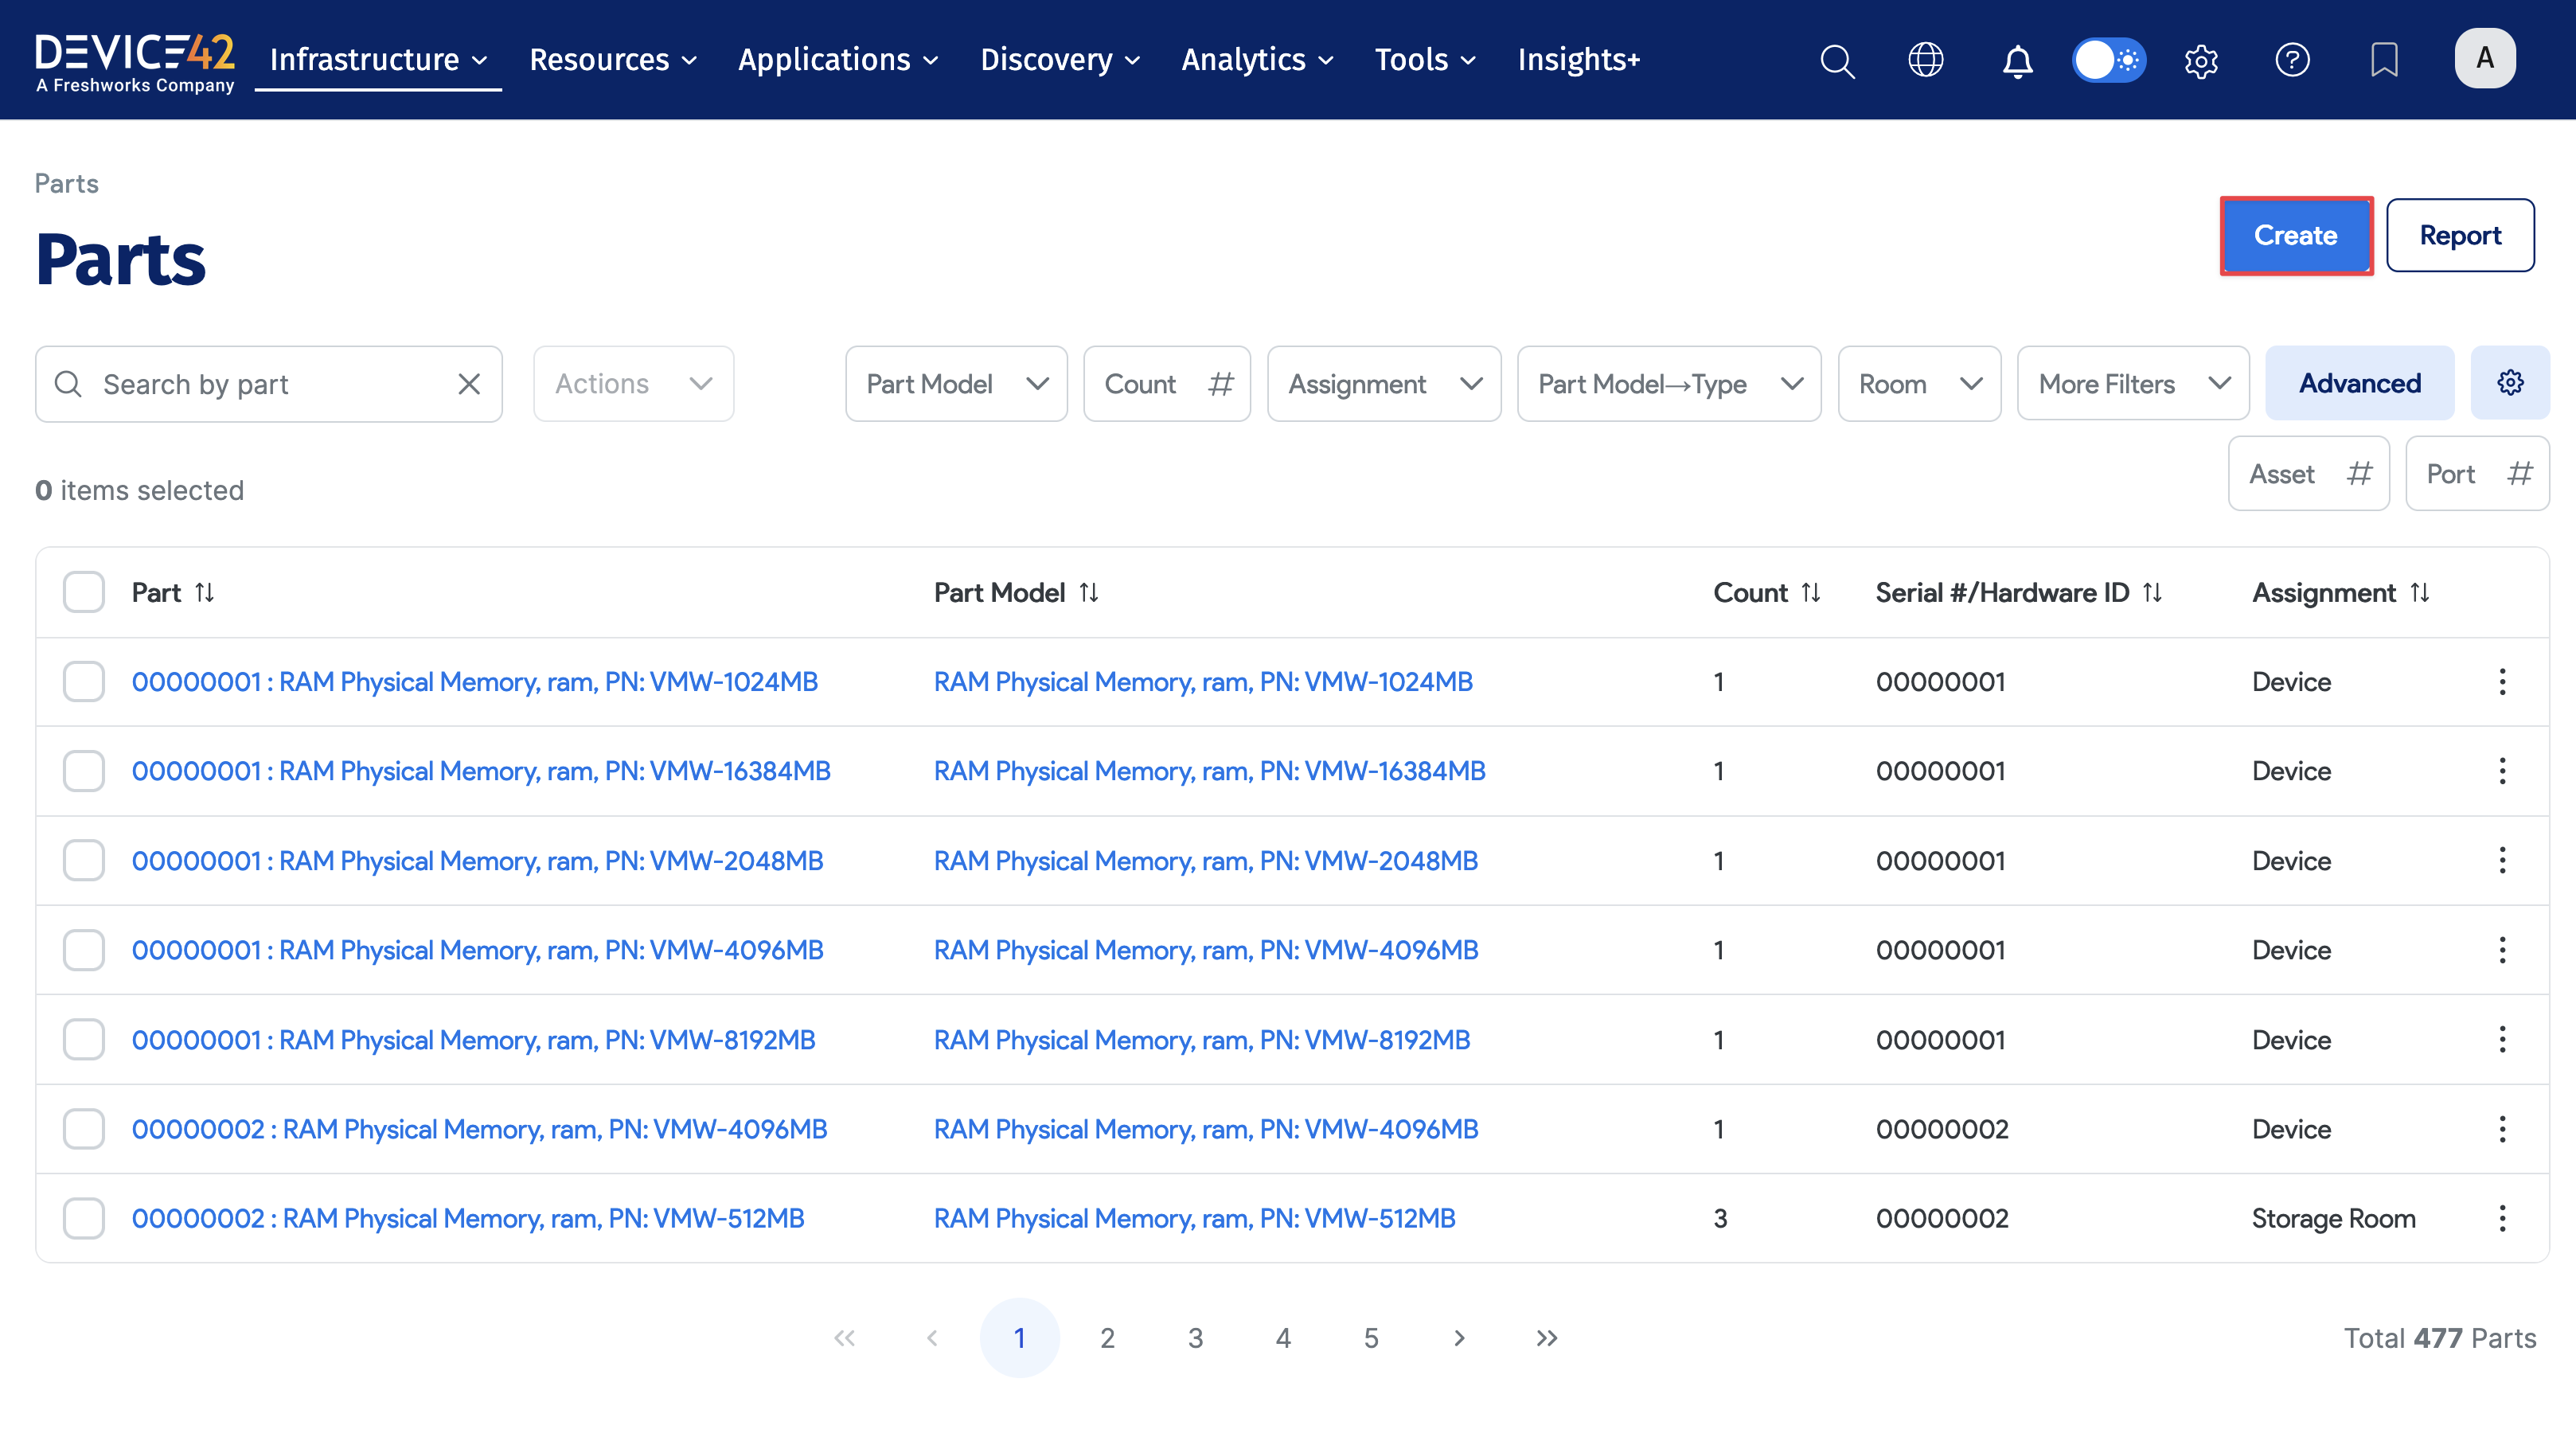 DEVICE42
A Freshworks Company
Infrastructure Resources Applications Discovery Analytics Tools Insights+ A
Parts
Parts
Create Report
Search by part Actions Part Model Count # Assignment Part Model→Type Room More Filters Advanced
Asset # Port #
0 items selected
Part Part Model Count Serial #/Hardware ID Assignment
00000001 : RAM Physical Memory, ram, PN: VMW-1024MB RAM Physical Memory, ram, PN: VMW-1024MB 1 00000001 Device
00000001 : RAM Physical Memory, ram, PN: VMW-16384MB RAM Physical Memory, ram, PN: VMW-16384MB 1 00000001 Device
00000001 : RAM Physical Memory, ram, PN: VMW-2048MB RAM Physical Memory, ram, PN: VMW-2048MB 1 00000001 Device
00000001 : RAM Physical Memory, ram, PN: VMW-4096MB RAM Physical Memory, ram, PN: VMW-4096MB 1 00000001 Device
00000001 : RAM Physical Memory, ram, PN: VMW-8192MB RAM Physical Memory, ram, PN: VMW-8192MB 1 00000001 Device
00000002 : RAM Physical Memory, ram, PN: VMW-4096MB RAM Physical Memory, ram, PN: VMW-4096MB 1 00000002 Device
00000002 : RAM Physical Memory, ram, PN: VMW-512MB RAM Physical Memory, ram, PN: VMW-512MB 3 00000002 Storage Room
1 2 3 4 5 Total 477 Parts